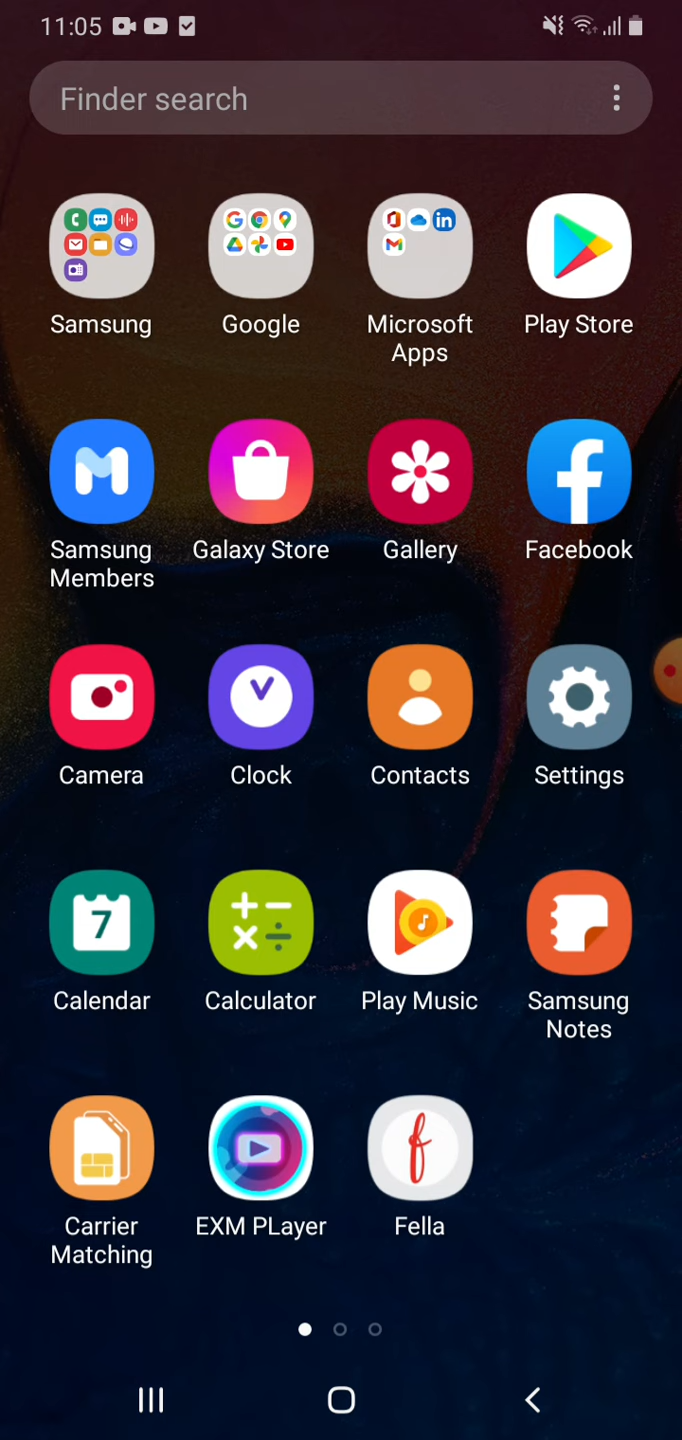 11:05
Finder search
Samsung
Google
Microsoft
Apps
Play Store
Samsung
Members
Galaxy Store
Gallery
Facebook
Camera
Clock
Contacts
Settings
7
Calendar
Calculator
Play Music
Samsung
Notes
Carrier
Matching
EXM PLayer
Fella